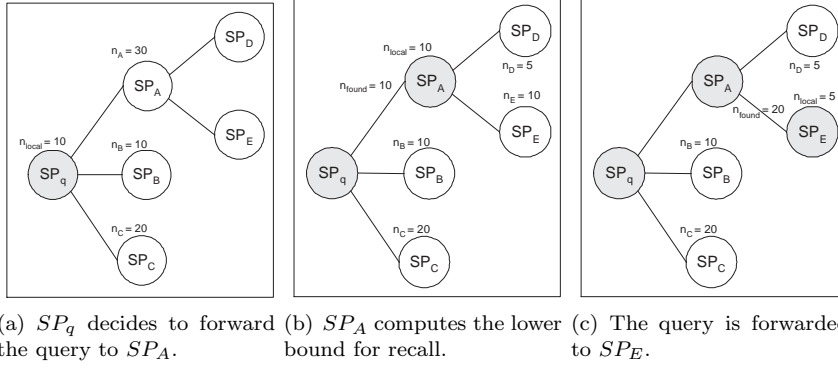 SP_D
n_A = 30
SP_A
SP_E
n_local = 10
n_B = 10
SP_q
SP_B
n_C = 20
SP_C
SP_D
n_local = 10
n_D = 5
n_found = 10
SP_A
n_E = 10
SP_E
n_B = 10
SP_q
SP_B
n_C = 20
SP_C
SP_D
n_D = 5
SP_A
n_local = 5
n_found = 20
SP_E
n_B = 10
SP_q
SP_B
n_C = 20
SP_C
(a) SP_q decides to forward
the query to SP_A.
(b) SP_A computes the lower
bound for recall.
(c) The query is forwarded
to SP_E.